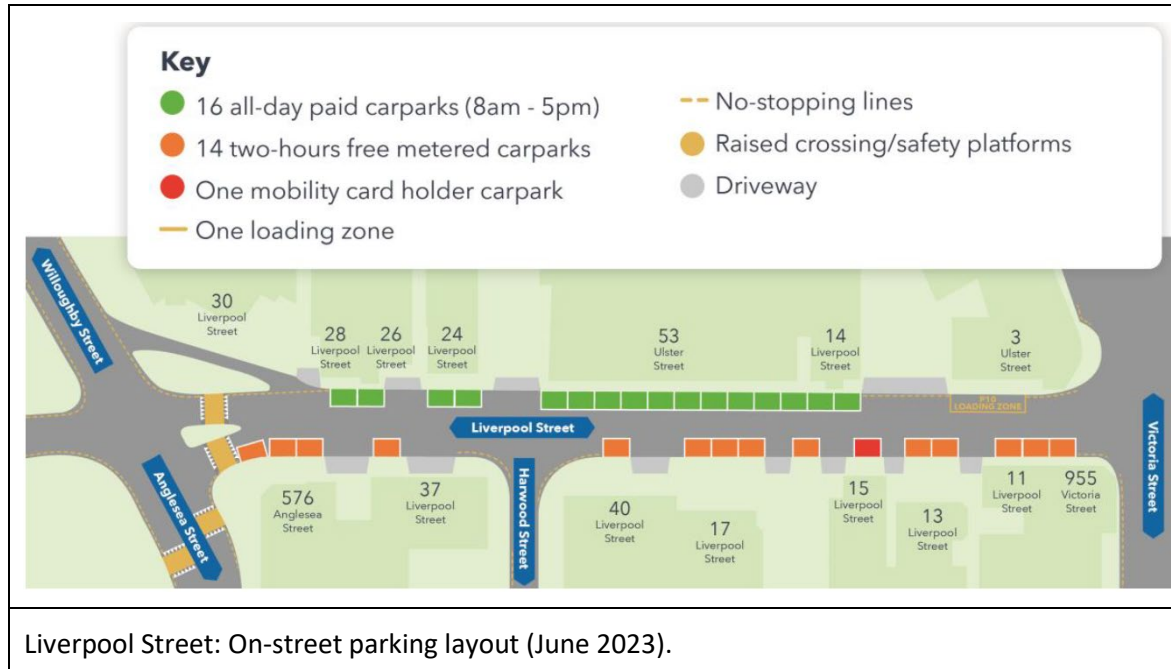 Key
16 all-day paid carparks (8am - 5pm)
14 two-hours free metered carparks
One mobility card holder carpark
One loading zone
No-stopping lines
Raised crossing/safety platforms
Driveway
Willoughby Street
30
Liverpool
Street
28
Liverpool
Street
26
Liverpool
Street
24
Liverpool
Street
53
Ulster
Street
14
Liverpool
Street
3
Ulster
Street
P10
LOADING ZONE
Liverpool Street
Victoria Street
Anglesea Street
Harwood Street
576
Anglesea
Street
37
Liverpool
Street
40
Liverpool
Street
17
Liverpool
Street
15
Liverpool
Street
13
Liverpool
Street
11
Liverpool
Street
955
Victoria
Street
Liverpool Street: On-street parking layout (June 2023).